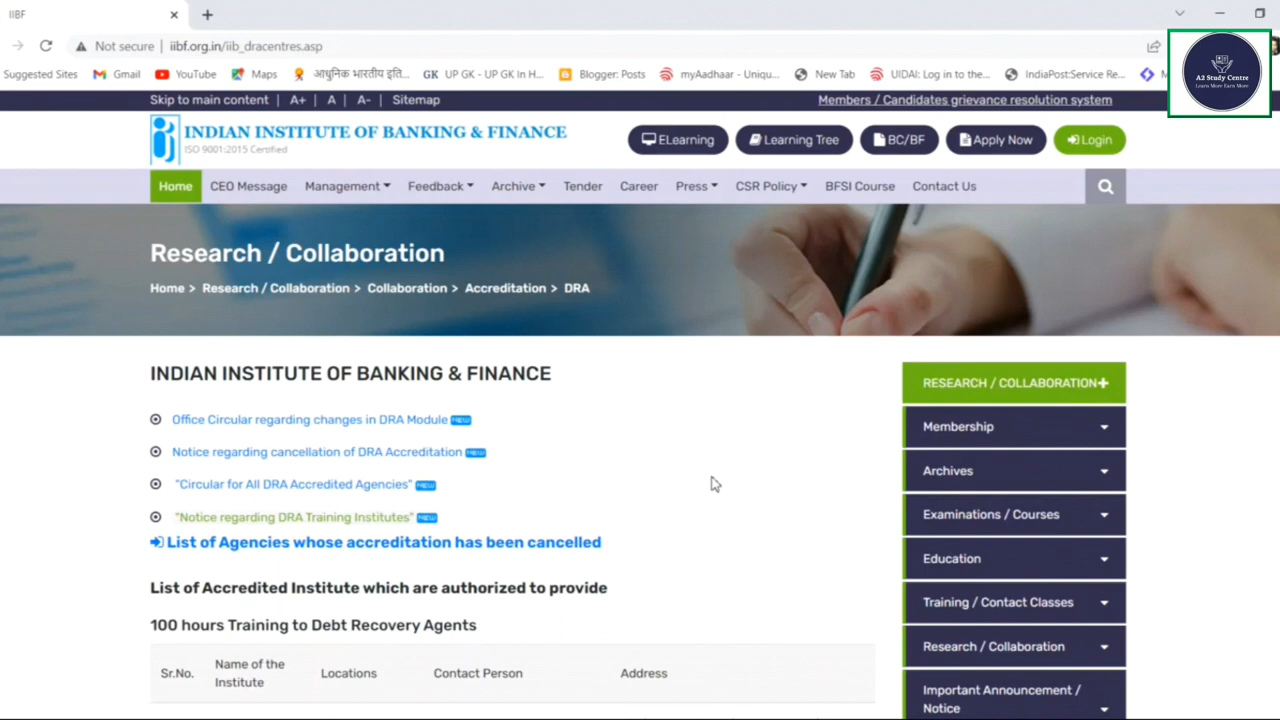 IIBF
Not secure | iibf.org.in/iib_dracentres.asp
Suggested Sites Gmail YouTube Maps आधुनिक भारतीय इति... GK UP GK - UP GK In H... Blogger: Posts myAadhaar - Uniqu... New Tab UIDAI: Log in to the... IndiaPost:Service Re...
A2 Study Centre
Learn More Earn More
Skip to main content | A+ | A | A- | Sitemap
Members / Candidates grievance resolution system
INDIAN INSTITUTE OF BANKING & FINANCE
ISO 9001:2015 Certified
ELearning Learning Tree BC/BF Apply Now Login
Home CEO Message Management Feedback Archive Tender Career Press CSR Policy BFSI Course Contact Us
Research / Collaboration
Home > Research / Collaboration > Collaboration > Accreditation > DRA
INDIAN INSTITUTE OF BANKING & FINANCE
Office Circular regarding changes in DRA Module NEW
Notice regarding cancellation of DRA Accreditation NEW
"Circular for All DRA Accredited Agencies" NEW
"Notice regarding DRA Training Institutes" NEW
List of Agencies whose accreditation has been cancelled
List of Accredited Institute which are authorized to provide
100 hours Training to Debt Recovery Agents
Sr.No. Name of the Institute Locations Contact Person Address
RESEARCH / COLLABORATION+
Membership
Archives
Examinations / Courses
Education
Training / Contact Classes
Research / Collaboration
Important Announcement /
Notice